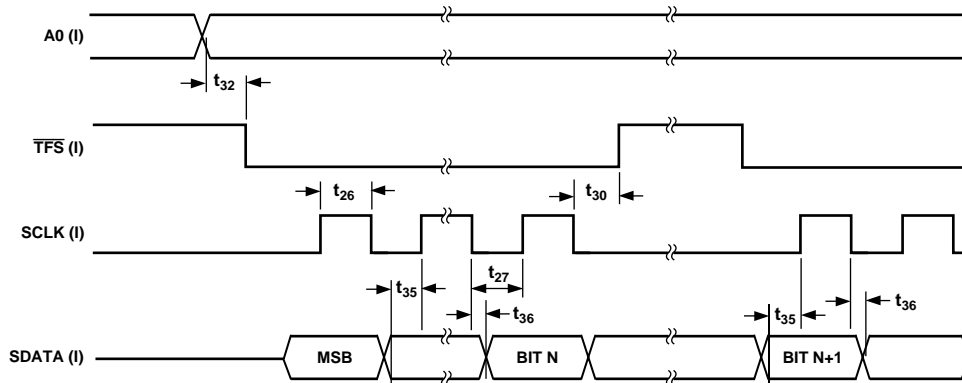 A0 (I)
t32
TFS (I)
t26
t30
SCLK (I)
t27
t35
t36
t35
t36
SDATA (I)
MSB
BIT N
BIT N+1